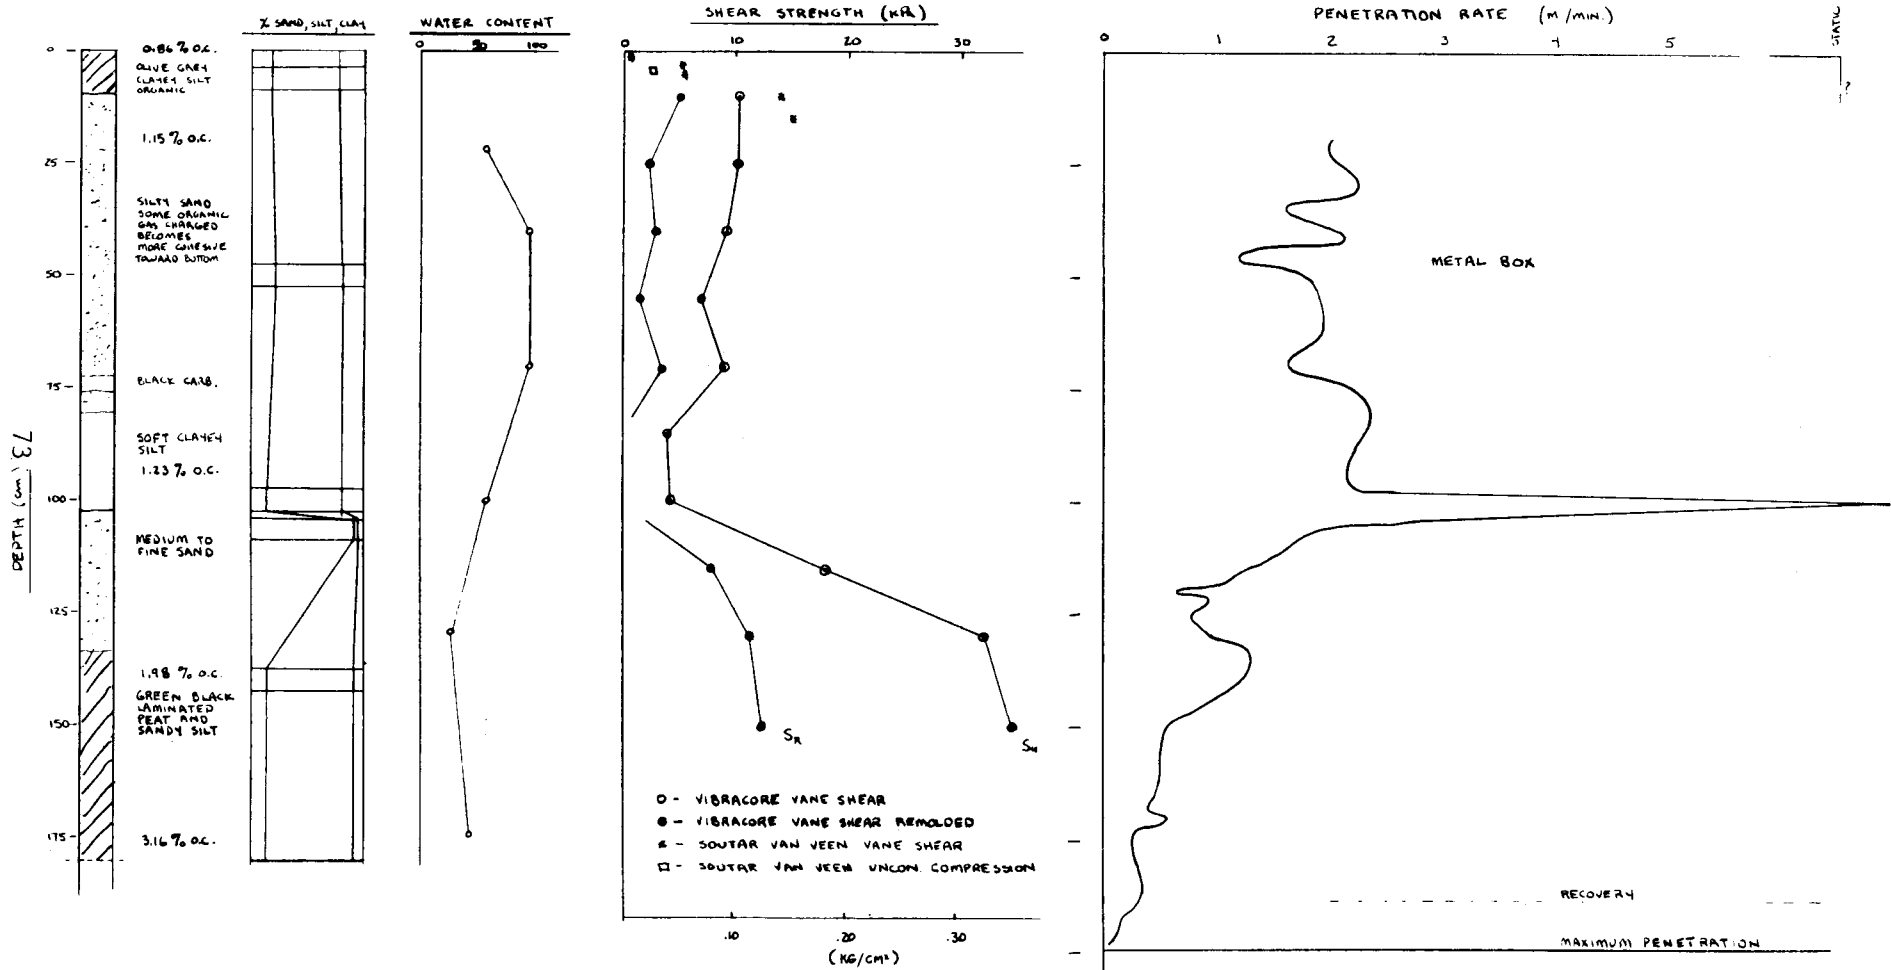 % SAND, SILT, CLAY
WATER CONTENT
SHEAR STRENGTH (KPa)
PENETRATION RATE (M/MIN.)
0 50 100
0 10 20 30
0 1 2 3 4 5
STATIC
?
0
25
50
75
100
125
150
175
DEPTH (cm)
73
0.86 % O.C.
OLIVE GREY
CLAYEY SILT
ORGANIC
1.15 % O.C.
SILTY SAND
SOME ORGANIC
GAS CHARGED
BECOMES
MORE COHESIVE
TOWARD BOTTOM
BLACK CARB.
SOFT CLAYEY
SILT
1.23 % O.C.
MEDIUM TO
FINE SAND
1.98 % O.C.
GREEN BLACK
LAMINATED
PEAT AND
SANDY SILT
3.16 % O.C.
SR
S
O - VIBRACORE VANE SHEAR
● - VIBRACORE VANE SHEAR REMOLDED
* - SOUTAR VAN VEEN VANE SHEAR
□ - SOUTAR VAN VEEN UNCON. COMPRESSION
.10 .20 .30
(KG/CM²)
METAL BOX
RECOVERY
MAXIMUM PENETRATION